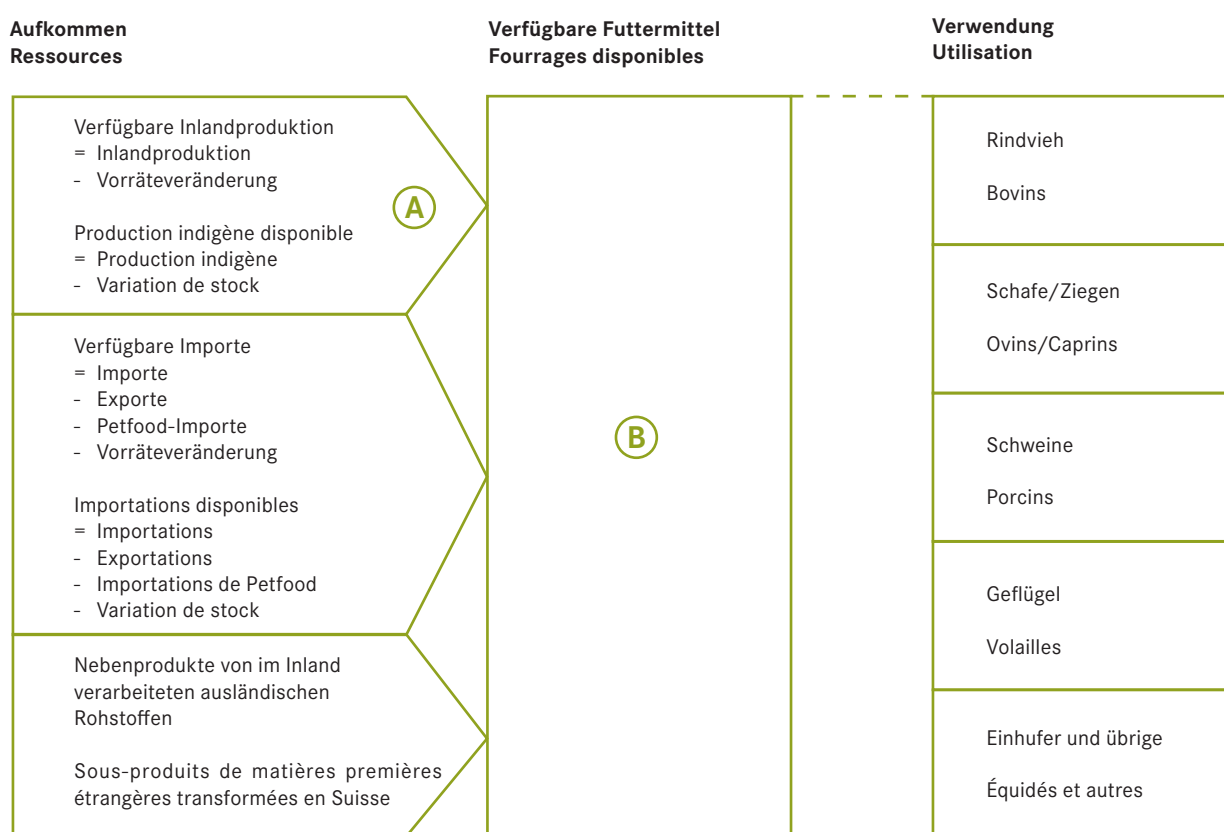 Aufkommen
Ressources
Verfügbare Futtermittel
Fourrages disponibles
Verwendung
Utilisation
Verfügbare Inlandproduktion
= Inlandproduktion
- Vorräteveränderung
Production indigène disponible
= Production indigène
- Variation de stock
A
Verfügbare Importe
= Importe
- Exporte
- Petfood-Importe
- Vorräteveränderung
Importations disponibles
= Importations
- Exportations
- Importations de Petfood
- Variation de stock
Nebenprodukte von im Inland
verarbeiteten ausländischen
Rohstoffen
Sous-produits de matières premières
étrangères transformées en Suisse
B
Rindvieh
Bovins
Schafe/Ziegen
Ovins/Caprins
Schweine
Porcins
Geflügel
Volailles
Einhufer und übrige
Équidés et autres